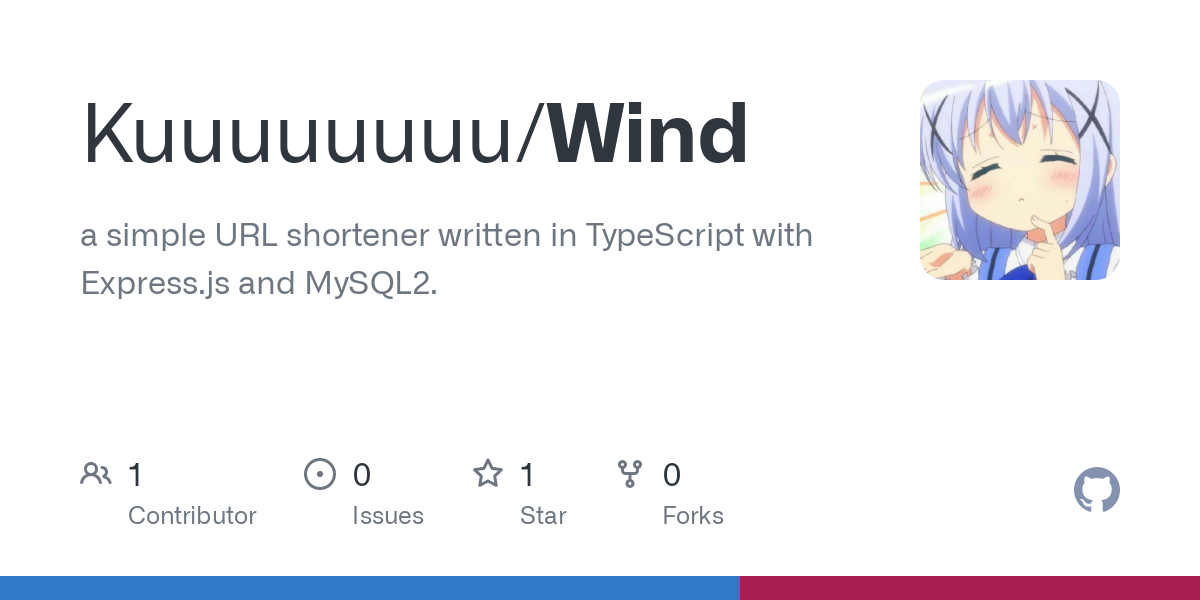 Kuuuuuuuu/Wind
a simple URL shortener written in TypeScript with
Express.js and MySQL2.
1
Contributor
0
Issues
1
Star
0
Forks